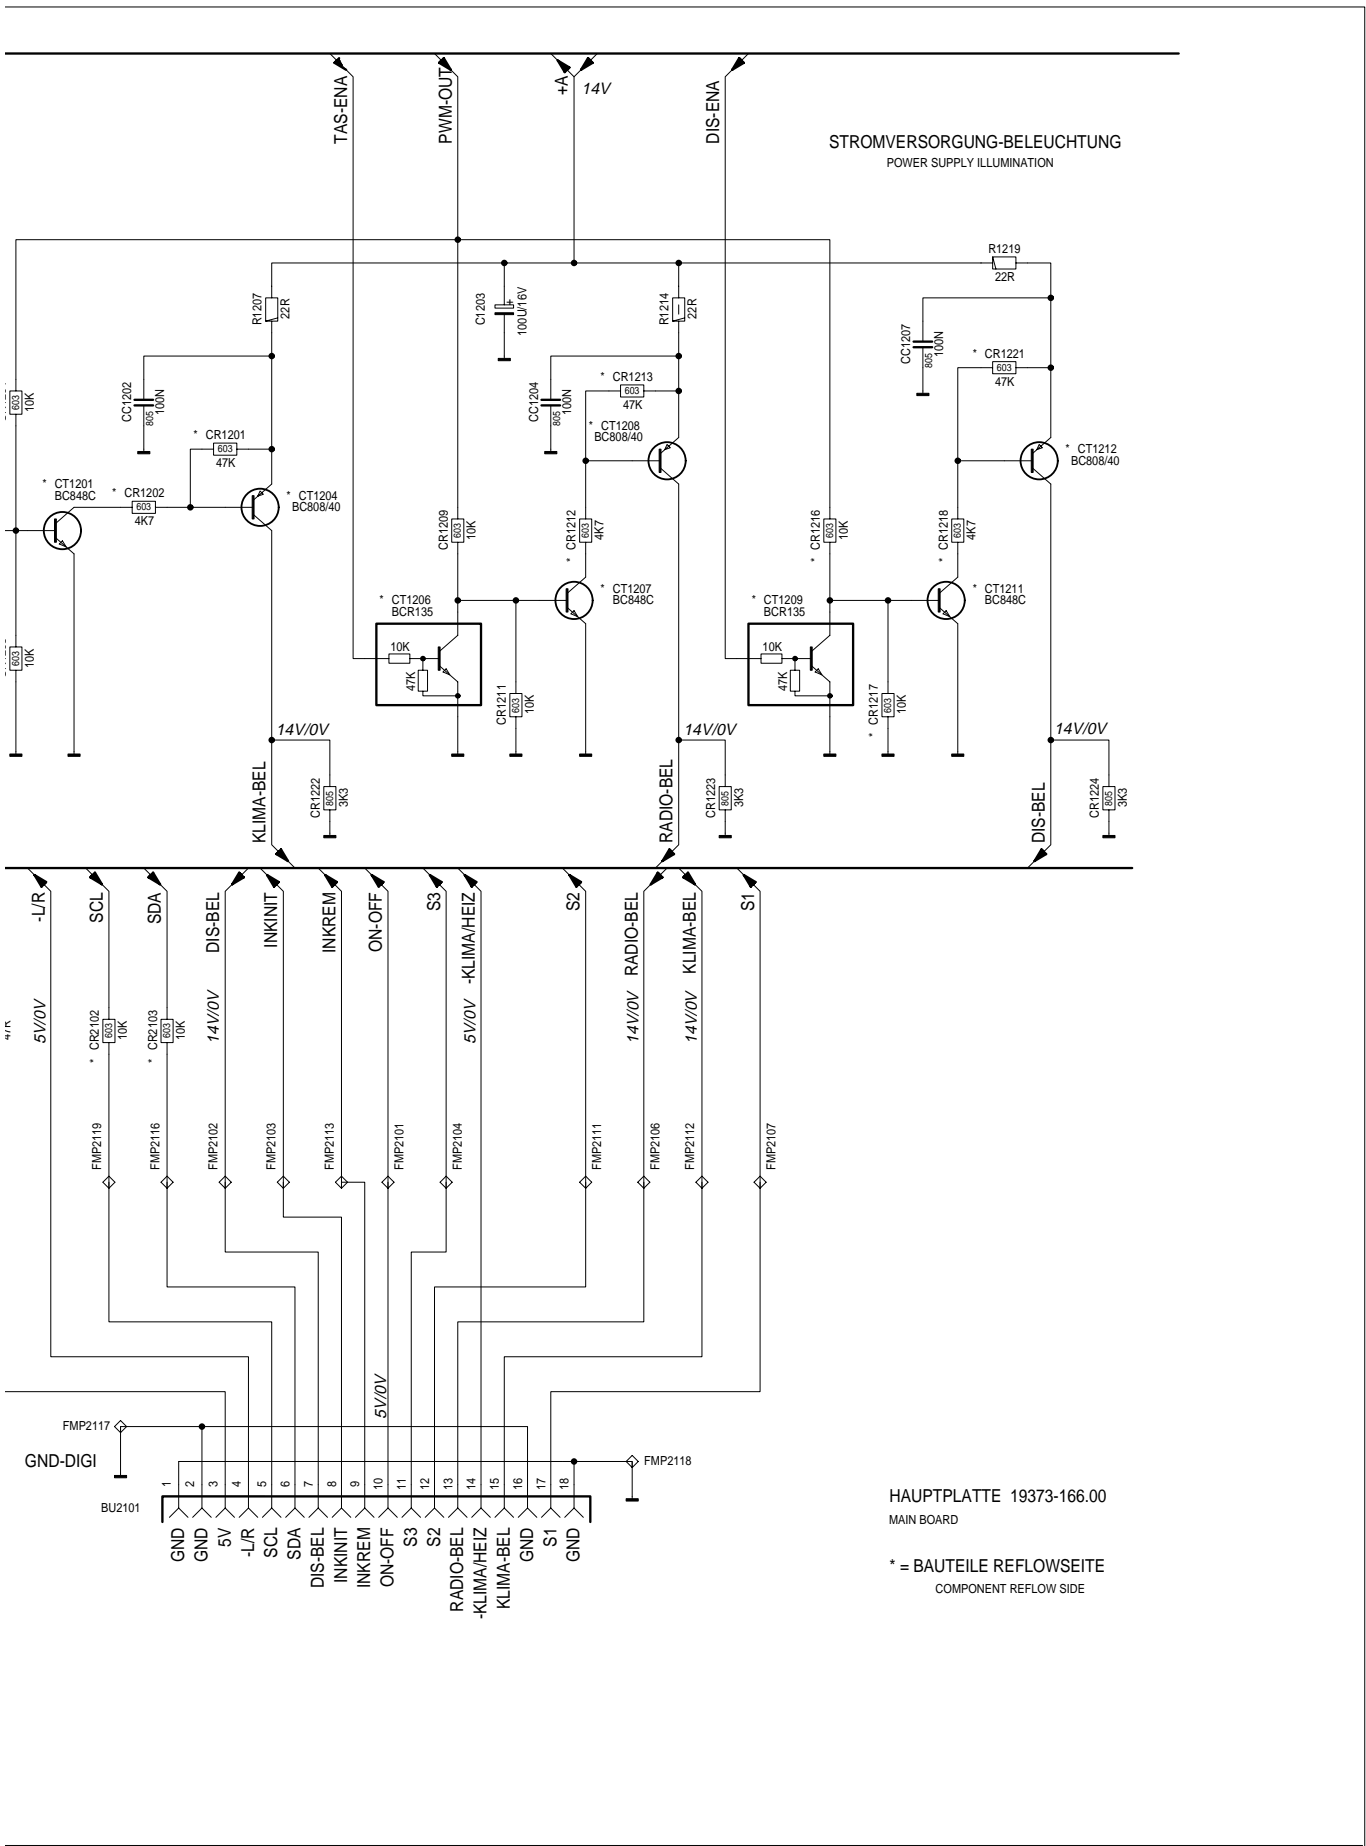 TAS-ENA
PWM-OUT
+A
14V
DIS-ENA
STROMVERSORGUNG-BELEUCHTUNG
POWER SUPPLY ILLUMINATION
R1219
22R
R1207
22R
C1203
+
100U/16V
R1214
22R
CC1207
805
100N
* CR1221
603
47K
603
10K
CC1202
805
100N
* CR1213
603
47K
CC1204
805
100N
* CR1201
603
47K
* CT1208
BC808/40
* CT1212
BC808/40
* CT1201
BC848C
* CR1202
603
4K7
* CT1204
BC808/40
CR1209
603
10K
* CR1212
603
4K7
* CR1216
603
10K
* CR1218
603
4K7
* CT1206
BCR135
* CT1207
BC848C
* CT1209
BCR135
* CT1211
BC848C
603
10K
10K
47K
CR1211
603
10K
10K
47K
* CR1217
603
10K
14V/0V
14V/0V
14V/0V
KLIMA-BEL
CR1222
805
3K3
RADIO-BEL
CR1223
805
3K3
DIS-BEL
CR1224
805
3K3
-L/R
SCL
SDA
DIS-BEL
INKINIT
INKREM
ON-OFF
S3
-KLIMA/HEIZ
S2
RADIO-BEL
KLIMA-BEL
S1
5V/0V
* CR2102
603
10K
* CR2103
603
10K
14V/0V
5V/0V
14V/0V
14V/0V
FMP2119
FMP2116
FMP2102
FMP2103
FMP2113
FMP2101
FMP2104
FMP2111
FMP2106
FMP2112
FMP2107
5V/0V
FMP2117
GND-DIGI
FMP2118
BU2101
1 2 3 4 5 6 7 8 9 10 11 12 13 14 15 16 17 18
GND
GND
5V
-L/R
SCL
SDA
DIS-BEL
INKINIT
INKREM
ON-OFF
S3
S2
RADIO-BEL
-KLIMA/HEIZ
KLIMA-BEL
GND
S1
GND
HAUPTPLATTE 19373-166.00
MAIN BOARD
* = BAUTEILE REFLOWSEITE
COMPONENT REFLOW SIDE